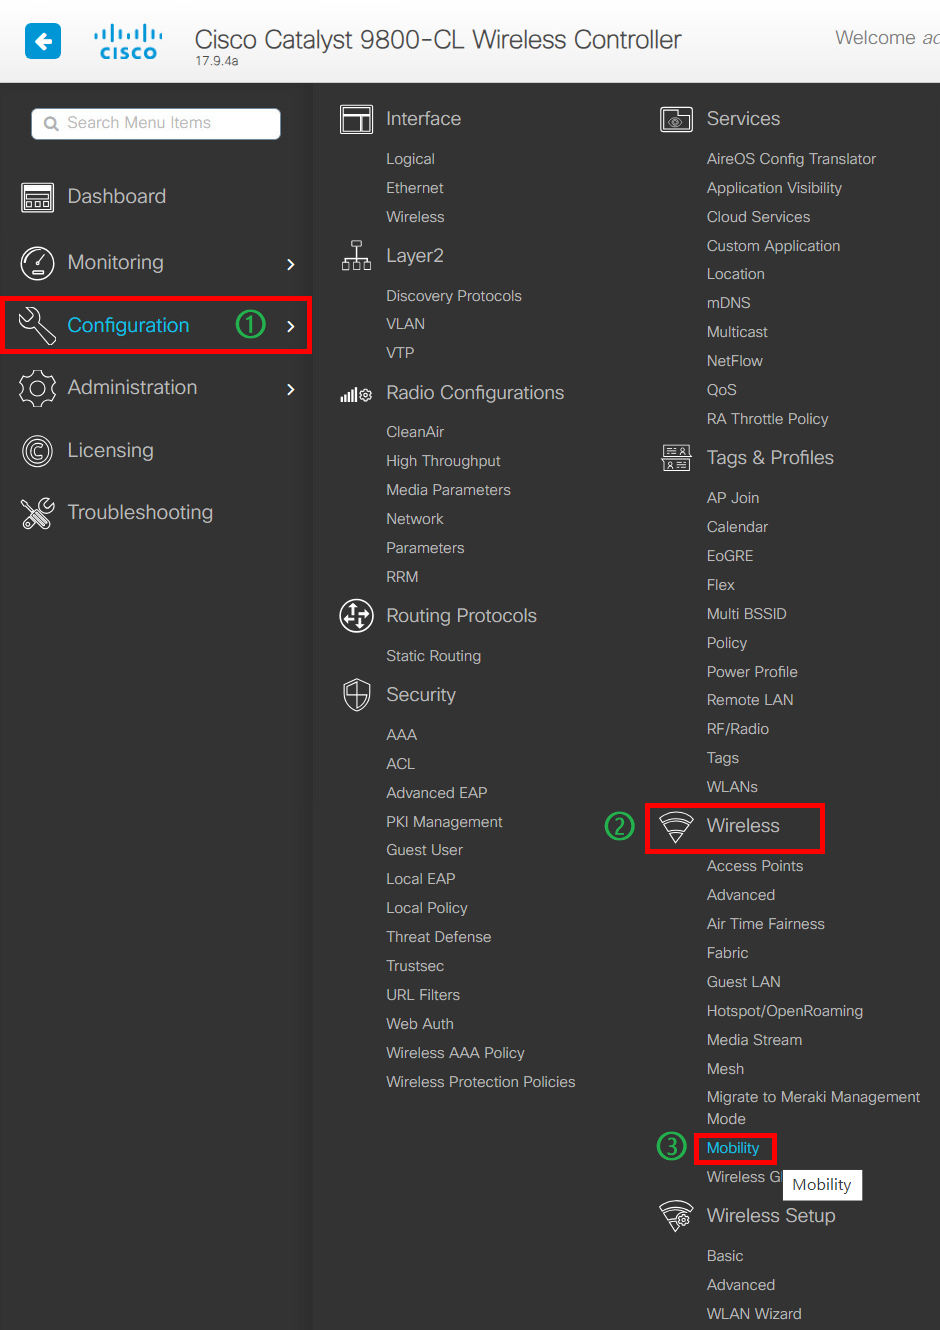 CISCO
Cisco Catalyst 9800-CL Wireless Controller
17.9.4a
Welcome
Search Menu Items
Dashboard
Monitoring
Configuration
1
Administration
Licensing
Troubleshooting
Interface
Logical
Ethernet
Wireless
Layer2
Discovery Protocols
VLAN
VTP
Radio Configurations
CleanAir
High Throughput
Media Parameters
Network
Parameters
RRM
Routing Protocols
Static Routing
Security
AAA
ACL
Advanced EAP
PKI Management
Guest User
Local EAP
Local Policy
Threat Defense
Trustsec
URL Filters
Web Auth
Wireless AAA Policy
Wireless Protection Policies
Services
AireOS Config Translator
Application Visibility
Cloud Services
Custom Application
Location
mDNS
Multicast
NetFlow
QoS
RA Throttle Policy
Tags & Profiles
AP Join
Calendar
EoGRE
Flex
Multi BSSID
Policy
Power Profile
Remote LAN
RF/Radio
Tags
WLANs
2
Wireless
Access Points
Advanced
Air Time Fairness
Fabric
Guest LAN
Hotspot/OpenRoaming
Media Stream
Mesh
Migrate to Meraki Management
Mode
3
Mobility
Wireless
Mobility
Wireless Setup
Basic
Advanced
WLAN Wizard